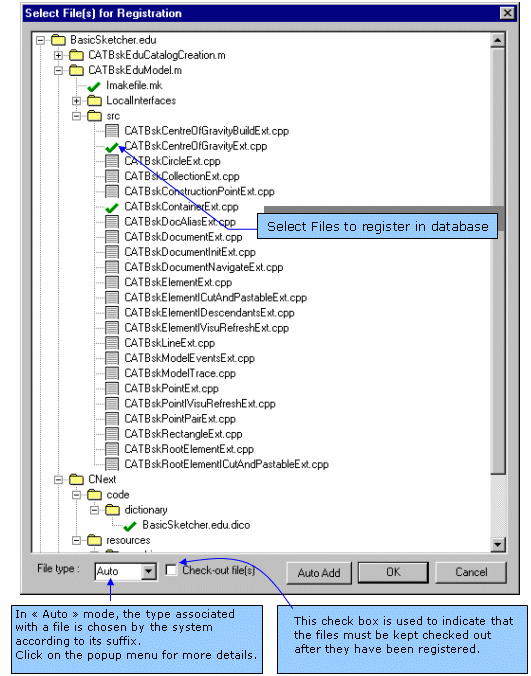 Select File(s) for Registration
BasicSketcher.edu
CATBskEduCatalogCreation.m
CATBskEduModel.m
Imakefile.mk
LocalInterfaces
src
CATBskCentreOfGravityBuildExt.cpp
CATBskCentreOfGravityExt.cpp
CATBskCircleExt.cpp
CATBskCollectionExt.cpp
CATBskConstructionPointExt.cpp
CATBskContainerExt.cpp
CATBskDocAliasExt.cpp
Select Files to register in database
CATBskDocumentExt.cpp
CATBskDocumentInitExt.cpp
CATBskDocumentNavigateExt.cpp
CATBskElementExt.cpp
CATBskElementICutAndPastableExt.cpp
CATBskElementIDescendantsExt.cpp
CATBskElementIVisuRefreshExt.cpp
CATBskLineExt.cpp
CATBskModelEventsExt.cpp
CATBskModelTrace.cpp
CATBskPointExt.cpp
CATBskPointIVisuRefreshExt.cpp
CATBskPointPairExt.cpp
CATBskRectangleExt.cpp
CATBskRootElementExt.cpp
CATBskRootElementICutAndPastableExt.cpp
CNext
code
dictionary
BasicSketcher.edu.dico
resources
File type : Auto Check-out file(s) Auto Add OK Cancel
In « Auto » mode, the type associated
with a file is chosen by the system
according to its suffix.
Click on the popup menu for more details.
This check box is used to indicate that
the files must be kept checked out
after they have been registered.